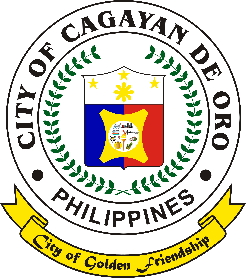 CITY OF CAGAYAN DE ORO
PHILIPPINES
City of Golden Friendship